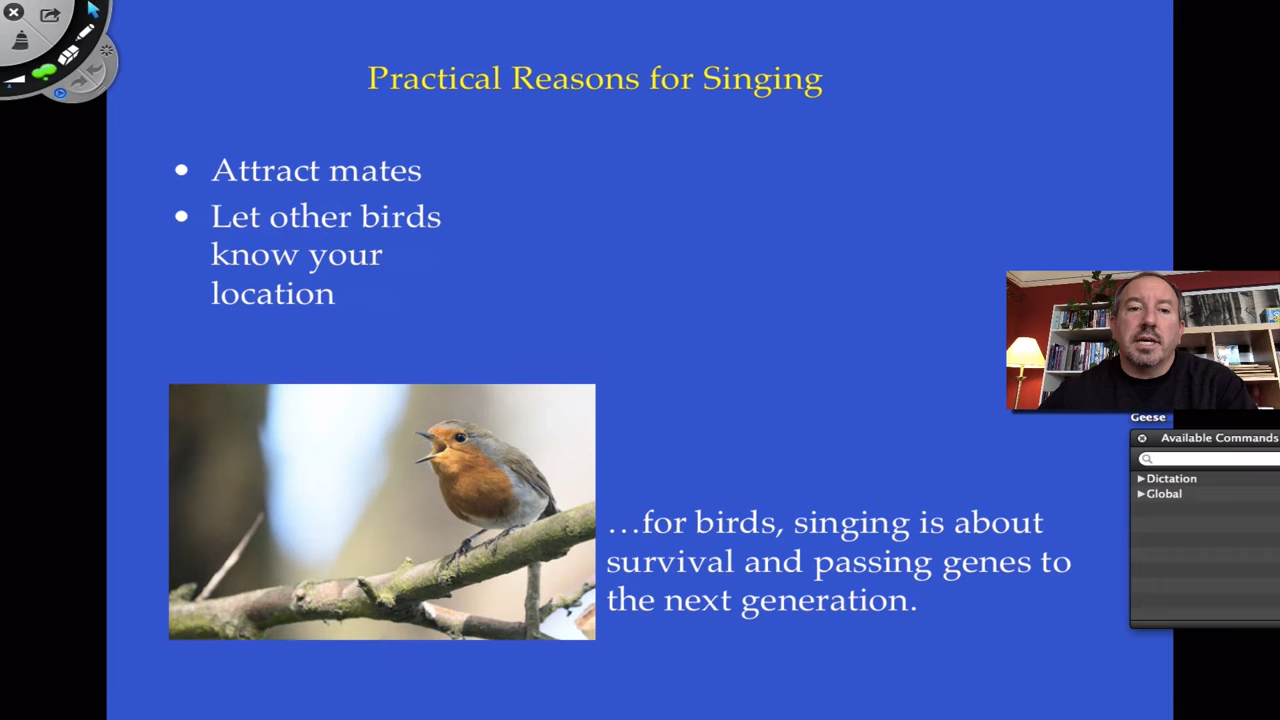 Practical Reasons for Singing
• Attract mates
• Let other birds
know your
location
…for birds, singing is about
survival and passing genes to
the next generation.
Geese
Available Commands
Dictation
Global